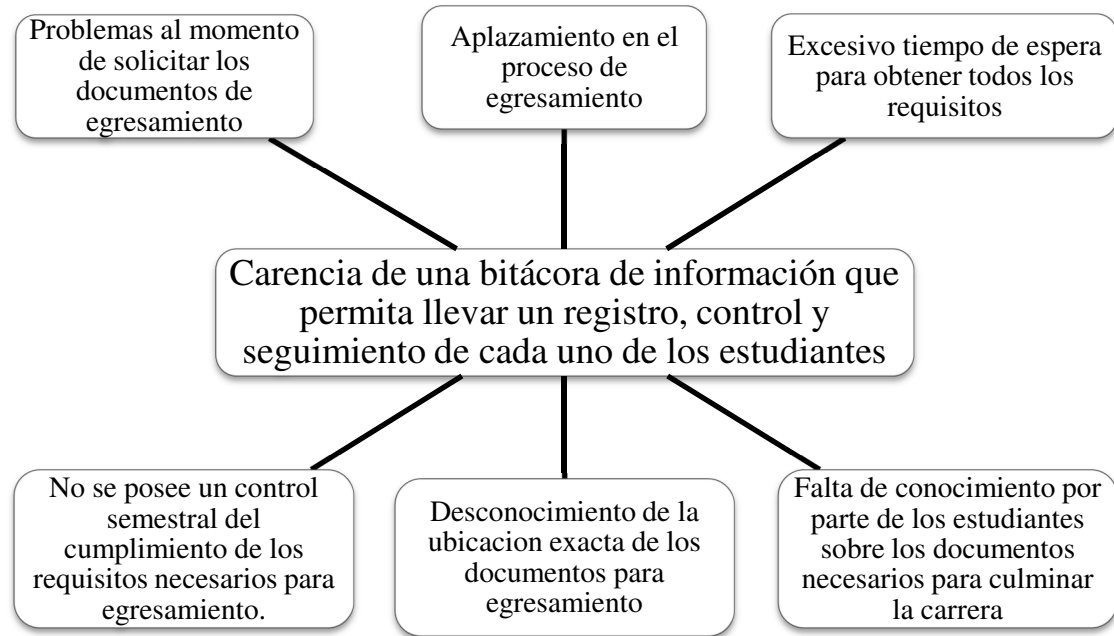 Problemas al momento
de solicitar los
documentos de
egresamiento
Aplazamiento en el
proceso de
egresamiento
Excesivo tiempo de espera
para obtener todos los
requisitos
Carencia de una bitácora de información que
permita llevar un registro, control y
seguimiento de cada uno de los estudiantes
No se posee un control
semestral del
cumplimiento de los
requisitos necesarios para
egresamiento.
Desconocimiento de la
ubicacion exacta de los
documentos para
egresamiento
Falta de conocimiento por
parte de los estudiantes
sobre los documentos
necesarios para culminar
la carrera